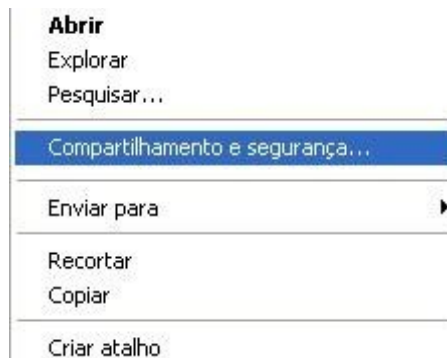 Abrir
Explorar
Pesquisar...
Compartilhamento e segurança...
Enviar para
Recortar
Copiar
Criar atalho